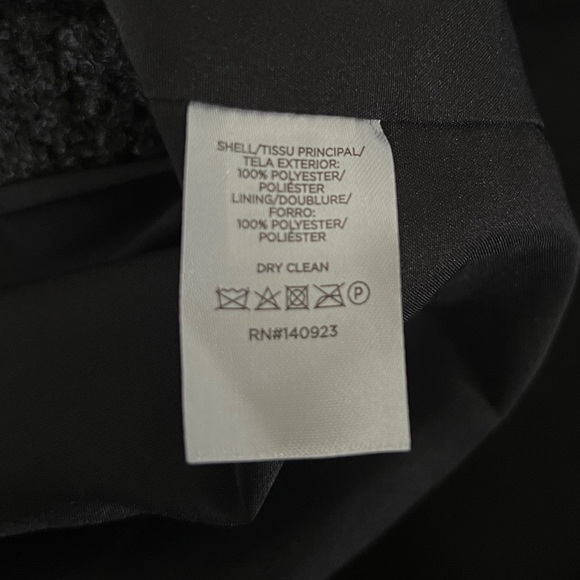 SHELL/TISSU PRINCIPAL/
TELA EXTERIOR:
100% POLYESTER/
POLIÉSTER
LINING/DOUBLURE/
FORRO:
100% POLYESTER/
POLIÉSTER
DRY CLEAN
P
RN#140923